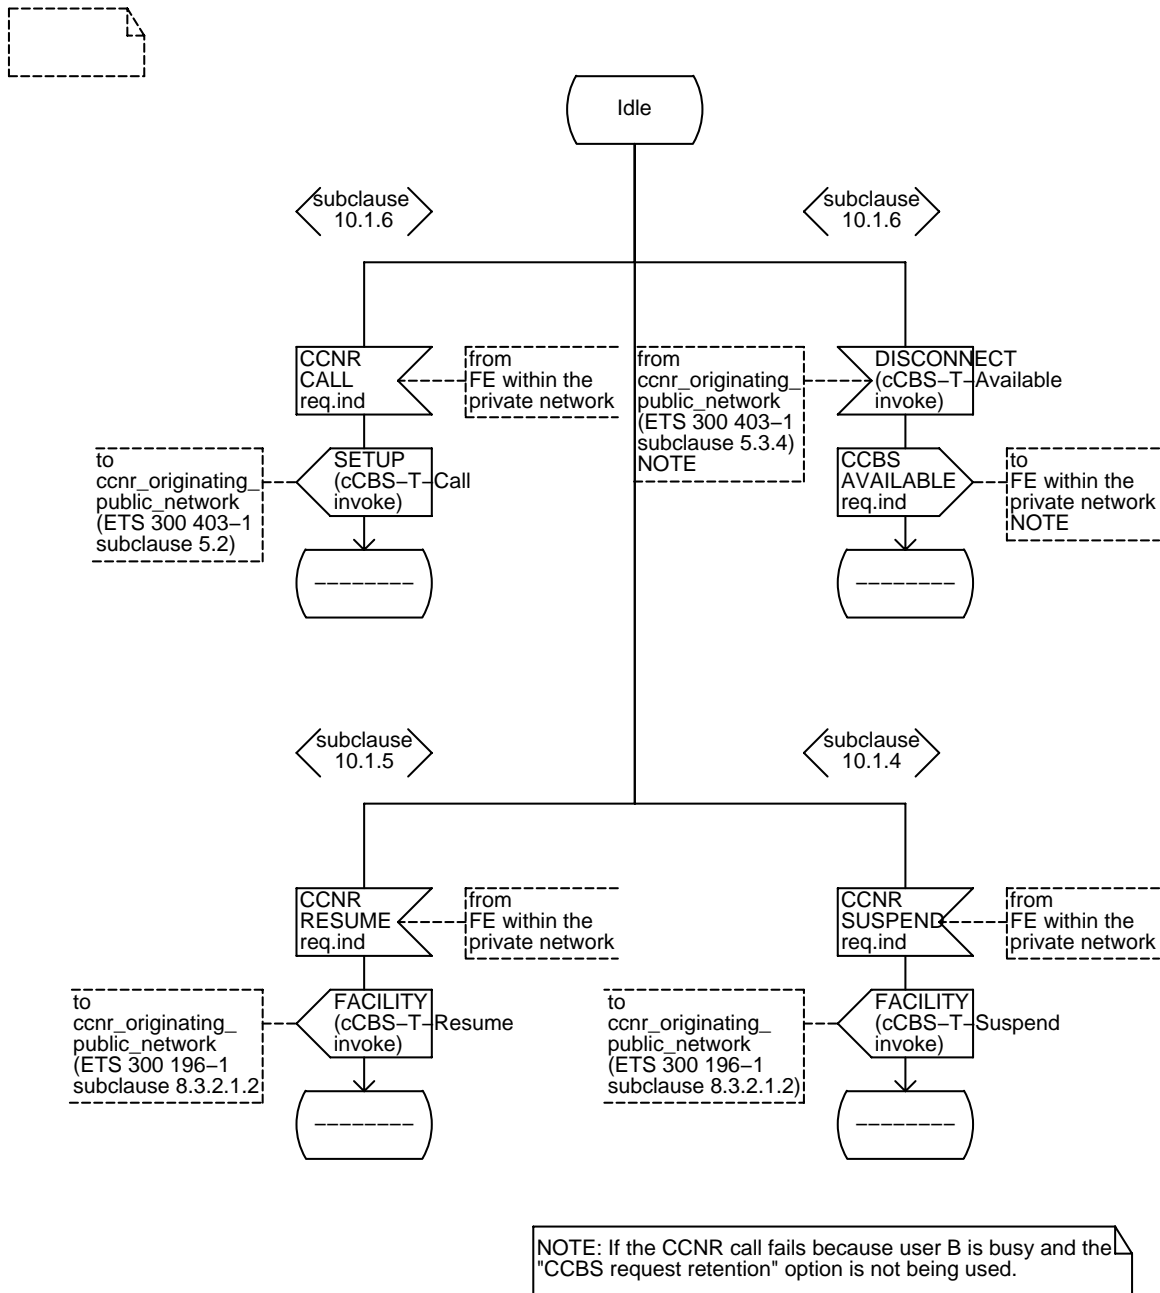 Idle
subclause
10.1.6
subclause
10.1.6
CCNR
CALL
req.ind
from
FE within the
private network
from
ccnr_originating_
public_network
(ETS 300 403–1
subclause 5.3.4)
NOTE
DISCONNECT
(cCBS–T–Available
invoke)
to
ccnr_originating_
public_network
(ETS 300 403–1
subclause 5.2)
SETUP
(cCBS–T–Call
invoke)
CCBS
AVAILABLE
req.ind
to
FE within the
private network
NOTE
––––––––
––––––––
subclause
10.1.5
subclause
10.1.4
CCNR
RESUME
req.ind
from
FE within the
private network
CCNR
SUSPEND
req.ind
from
FE within the
private network
to
ccnr_originating_
public_network
(ETS 300 196–1
subclause 8.3.2.1.2
FACILITY
(cCBS–T–Resume
invoke)
to
ccnr_originating_
public_network
(ETS 300 196–1
subclause 8.3.2.1.2)
FACILITY
(cCBS–T–Suspend
invoke)
––––––––
––––––––
NOTE: If the CCNR call fails because user B is busy and the
"CCBS request retention" option is not being used.